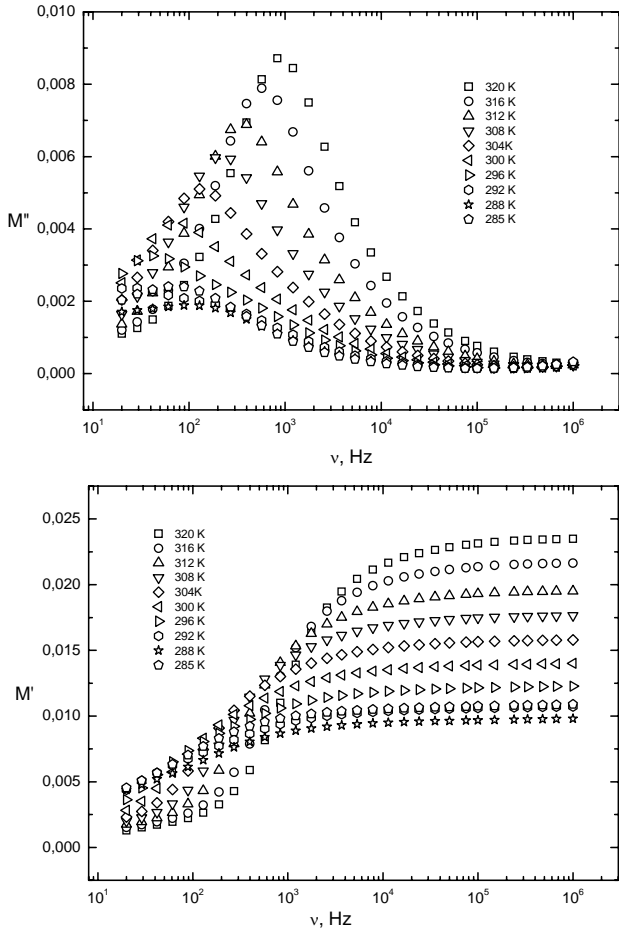 0,010
0,008
0,006
0,004
0,002
0,000
M"
320 K
316 K
312 K
308 K
304K
300 K
296 K
292 K
288 K
285 K
10¹ 10² 10³ 10⁴ 10⁵ 10⁶
ν, Hz
0,025
0,020
0,015
0,010
0,005
0,000
M'
320 K
316 K
312 K
308 K
304K
300 K
296 K
292 K
288 K
285 K
10¹ 10² 10³ 10⁴ 10⁵ 10⁶
ν, Hz